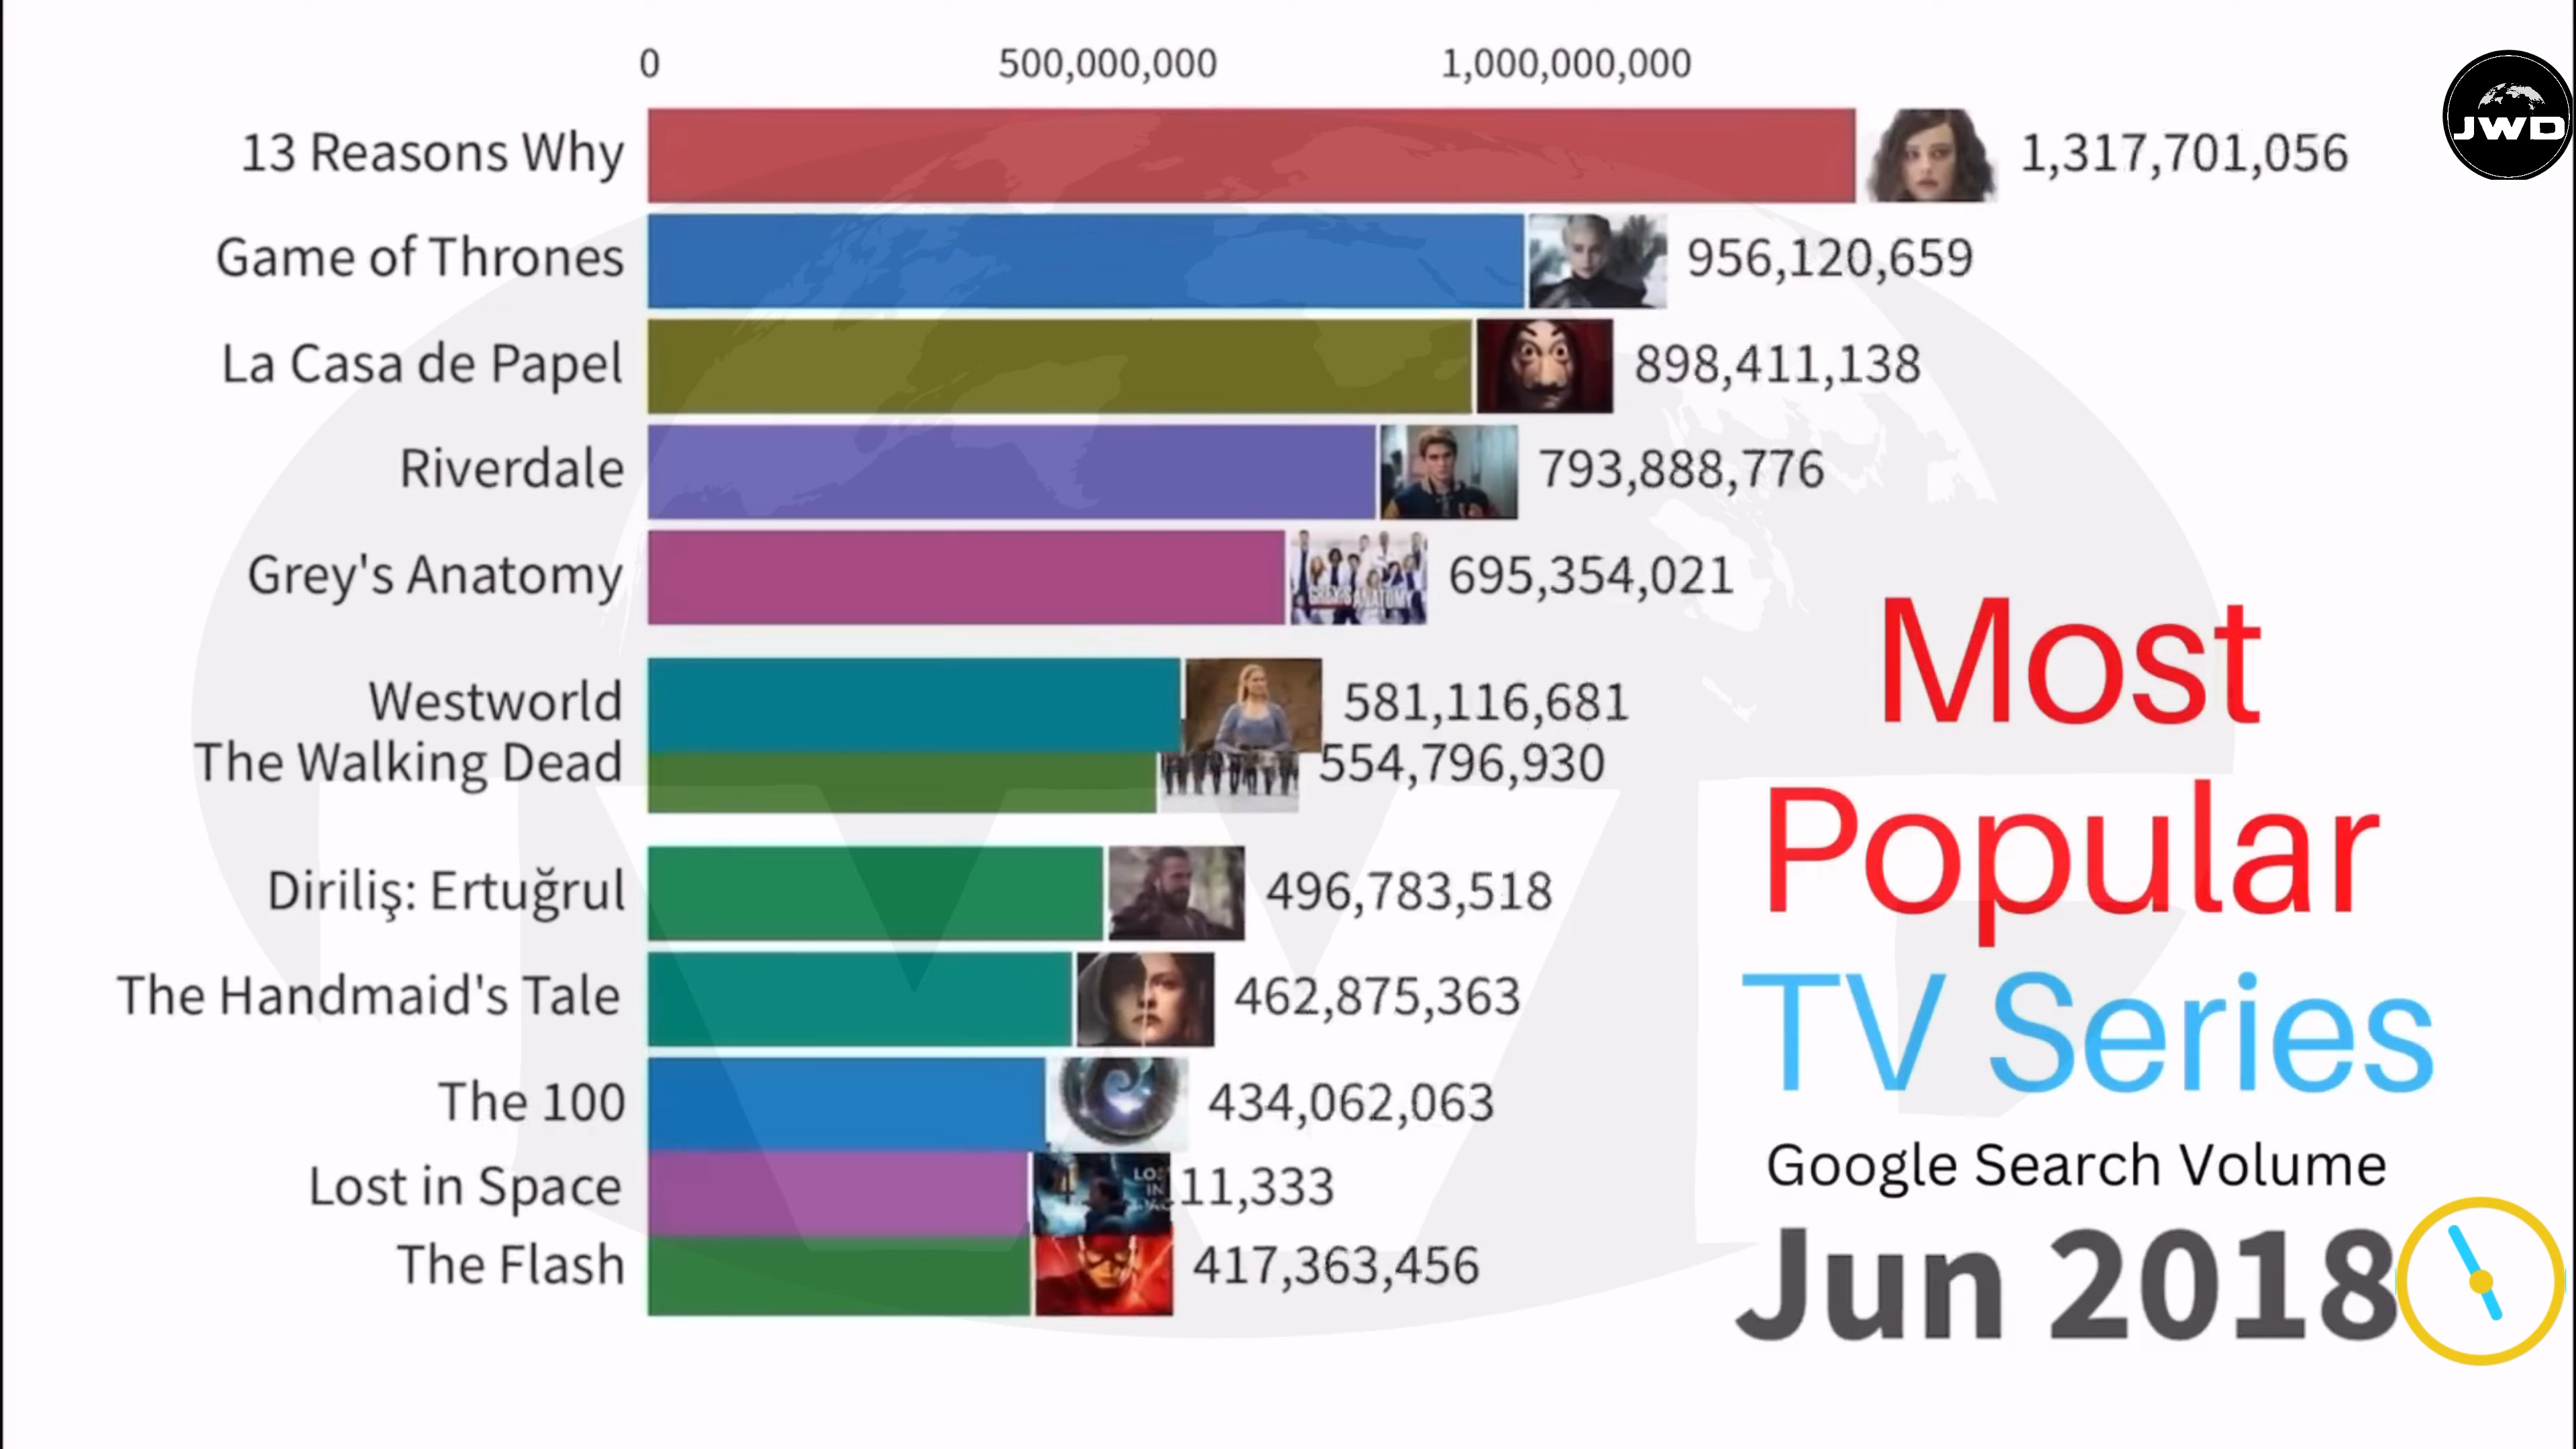 0 500,000,000 1,000,000,000
JWD
13 Reasons Why 1,317,701,056
Game of Thrones 956,120,659
La Casa de Papel 898,411,138
Riverdale 793,888,776
Grey's Anatomy 695,354,021
Westworld 581,116,681
The Walking Dead 554,796,930
Diriliş: Ertuğrul 496,783,518
The Handmaid's Tale 462,875,363
The 100 434,062,063
Lost in Space 11,333
The Flash 417,363,456
Most
Popular
TV Series
Google Search Volume
Jun 2018